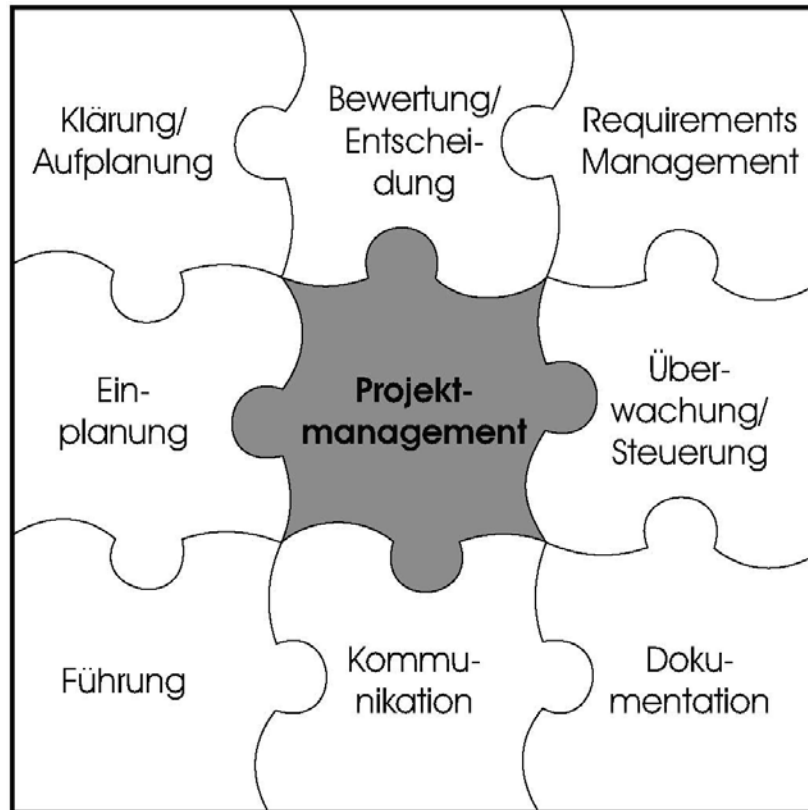 Klärung/
Aufplanung
Bewertung/
Entschei-
dung
Requirements
Management
Ein-
planung
Projekt-
management
Über-
wachung/
Steuerung
Führung
Kommu-
nikation
Doku-
mentation